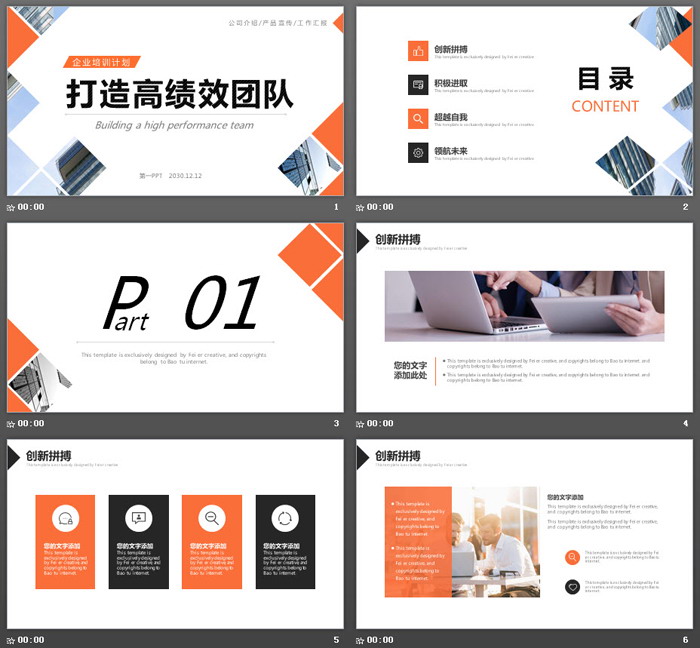 公司介绍/产品宣传/工作汇报
企业培训计划
打造高绩效团队
Building a high performance team
第一PPT 2030.12.12
00:00
1
创新拼搏
This template is exclusively designed by Fei er creative
积极进取
This template is exclusively designed by Fei er creative
超越自我
This template is exclusively designed by Fei er creative
领航未来
This template is exclusively designed by Fei er creative
目录
CONTENT
00:00
2
Part 01
This template is exclusively designed by Fei er creative, and copyrights
belong to Bao tu internet.
00:00
3
创新拼搏
This template is exclusively designed by Fei er creative
您的文字
添加此处
This template is exclusively designed by Fei er creative, and copyrights belong to Bao tu internet, and
copyrights belong to Bao tu internet.
This template is exclusively designed by Fei er creative, and copyrights belong to Bao tu internet, and
copyrights belong to Bao tu internet.
00:00
4
创新拼搏
This template is exclusively designed by Fei er creative
您的文字添加
This template is
exclusively designed
by Fei er creative, and
copyrights belong to
Bao tu internet
您的文字添加
This template is
exclusively designed
by Fei er creative, and
copyrights belong to
Bao tu internet
您的文字添加
This template is
exclusively designed
by Fei er creative, and
copyrights belong to
Bao tu internet
您的文字添加
This template is
exclusively designed
by Fei er creative, and
copyrights belong to
Bao tu internet
00:00
5
创新拼搏
This template is exclusively designed by Fei er creative
This template is
exclusively designed by
Fei er creative, and
copyrights belong to
Bao tu internet.
This template is
exclusively designed by
Fei er creative, and
copyrights belong to
Bao tu internet.
您的文字添加
This template is exclusively designed by Fei er creative,
and copyrights belong to Bao tu internet.
This template is exclusively designed by Fei er creative,
and copyrights belong to Bao tu internet.
This template is exclusively designed by Fei er
creative, and copyrights belong to Bao tu
internet.
This template is exclusively designed by Fei er
creative, and copyrights belong to Bao tu
internet.
00:00
6